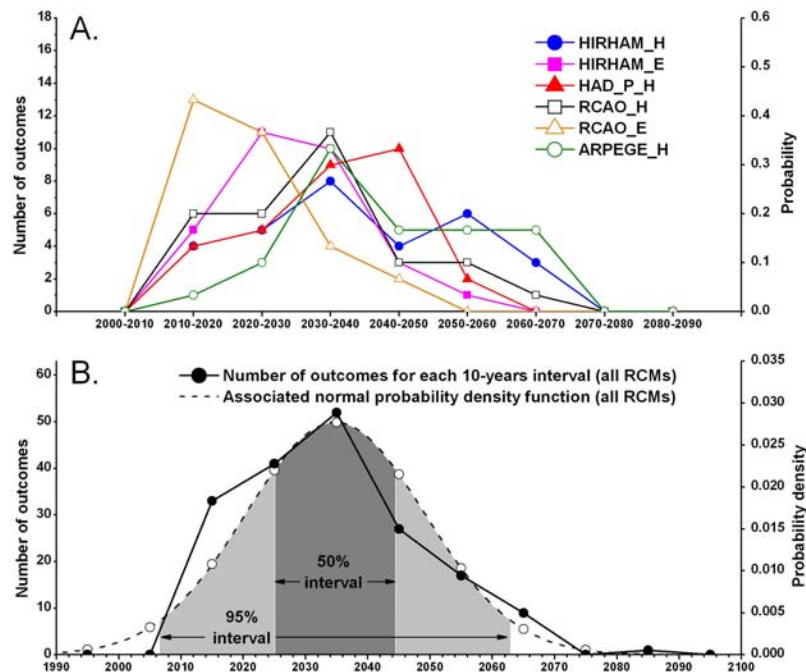 A.
18
16
14
12
10
8
6
4
2
0
Number of outcomes
0.6
0.5
0.4
0.3
0.2
0.1
0.0
Probability
HIRHAM_H
HIRHAM_E
HAD_P_H
RCAO_H
RCAO_E
ARPEGE_H
2000-2010 2010-2020 2020-2030 2030-2040 2040-2050 2050-2060 2060-2070 2070-2080 2080-2090
B.
60
50
40
30
20
10
0
Number of outcomes
0.035
0.030
0.025
0.020
0.015
0.010
0.005
0.000
Probability density
Number of outcomes for each 10-years interval (all RCMs)
Associated normal probability density function (all RCMs)
50%
interval
95%
interval
1990 2000 2010 2020 2030 2040 2050 2060 2070 2080 2090 2100